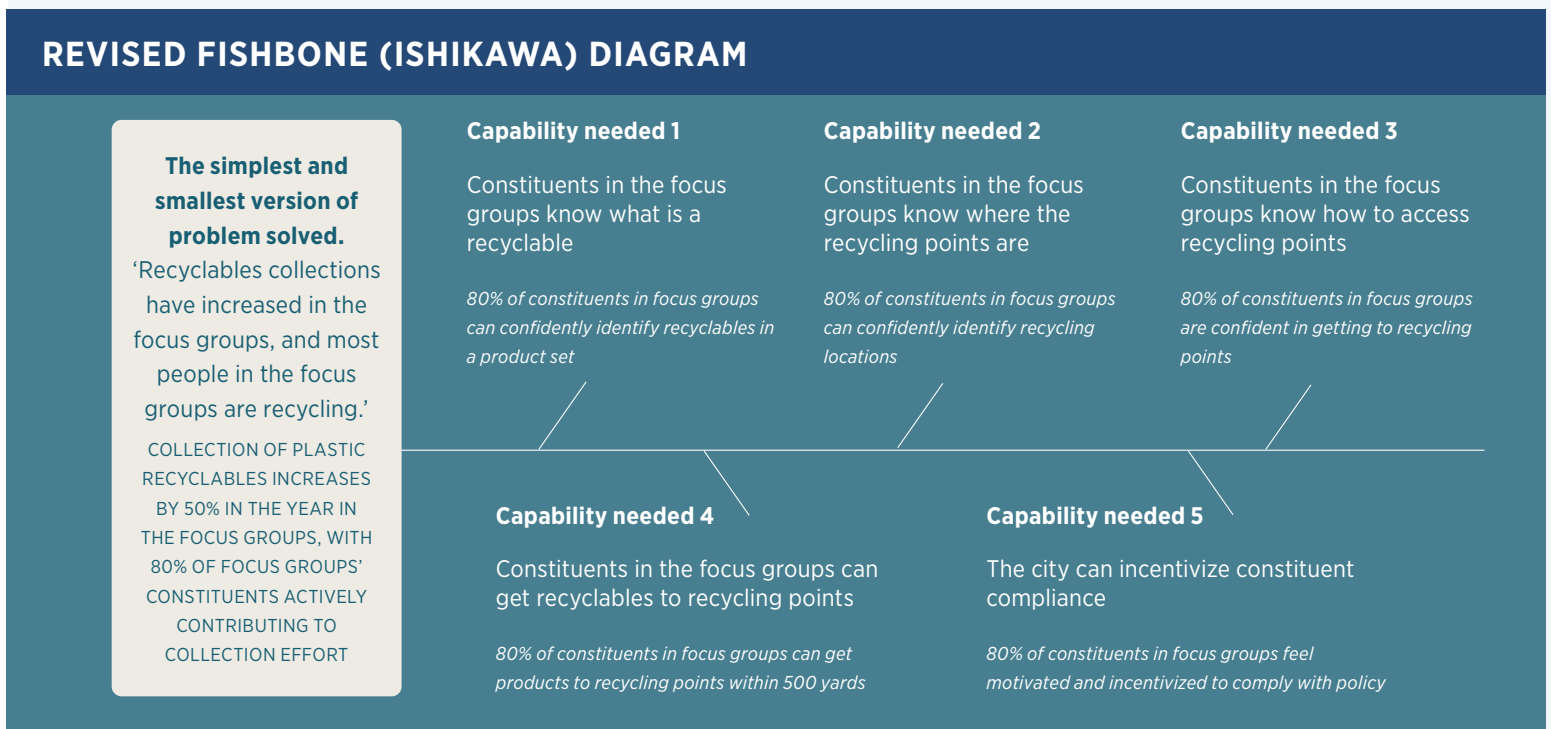 REVISED FISHBONE (ISHIKAWA) DIAGRAM
The simplest and
smallest version of
problem solved.
‘Recyclables collections
have increased in the
focus groups, and most
people in the focus
groups are recycling.’
COLLECTION OF PLASTIC
RECYCLABLES INCREASES
BY 50% IN THE YEAR IN
THE FOCUS GROUPS, WITH
80% OF FOCUS GROUPS’
CONSTITUENTS ACTIVELY
CONTRIBUTING TO
COLLECTION EFFORT
Capability needed 1
Constituents in the focus
groups know what is a
recyclable
80% of constituents in focus groups
can confidently identify recyclables in
a product set
Capability needed 2
Constituents in the focus
groups know where the
recycling points are
80% of constituents in focus groups
can confidently identify recycling
locations
Capability needed 3
Constituents in the focus
groups know how to access
recycling points
80% of constituents in focus groups
are confident in getting to recycling
points
Capability needed 4
Constituents in the focus groups can
get recyclables to recycling points
80% of constituents in focus groups can get
products to recycling points within 500 yards
Capability needed 5
The city can incentivize constituent
compliance
80% of constituents in focus groups feel
motivated and incentivized to comply with policy